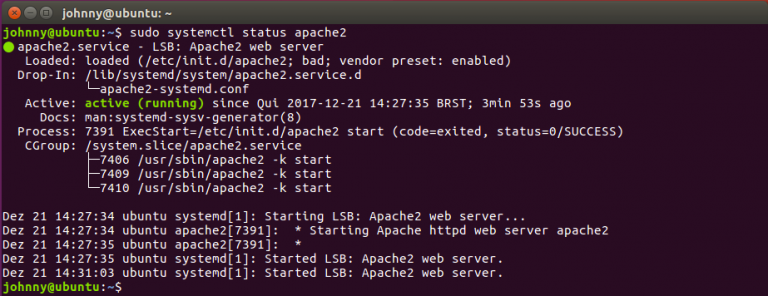 johnny@ubuntu: ~
johnny@ubuntu:~$ sudo systemctl status apache2
● apache2.service - LSB: Apache2 web server
   Loaded: loaded (/etc/init.d/apache2; bad; vendor preset: enabled)
  Drop-In: /lib/systemd/system/apache2.service.d
           └─apache2-systemd.conf
   Active: active (running) since Qui 2017-12-21 14:27:35 BRST; 3min 53s ago
     Docs: man:systemd-sysv-generator(8)
  Process: 7391 ExecStart=/etc/init.d/apache2 start (code=exited, status=0/SUCCESS)
   CGroup: /system.slice/apache2.service
           ├─7406 /usr/sbin/apache2 -k start
           ├─7409 /usr/sbin/apache2 -k start
           └─7410 /usr/sbin/apache2 -k start

Dez 21 14:27:34 ubuntu systemd[1]: Starting LSB: Apache2 web server...
Dez 21 14:27:34 ubuntu apache2[7391]:  * Starting Apache httpd web server apache2
Dez 21 14:27:35 ubuntu apache2[7391]:  *
Dez 21 14:27:35 ubuntu systemd[1]: Started LSB: Apache2 web server.
Dez 21 14:31:03 ubuntu systemd[1]: Started LSB: Apache2 web server.
johnny@ubuntu:~$